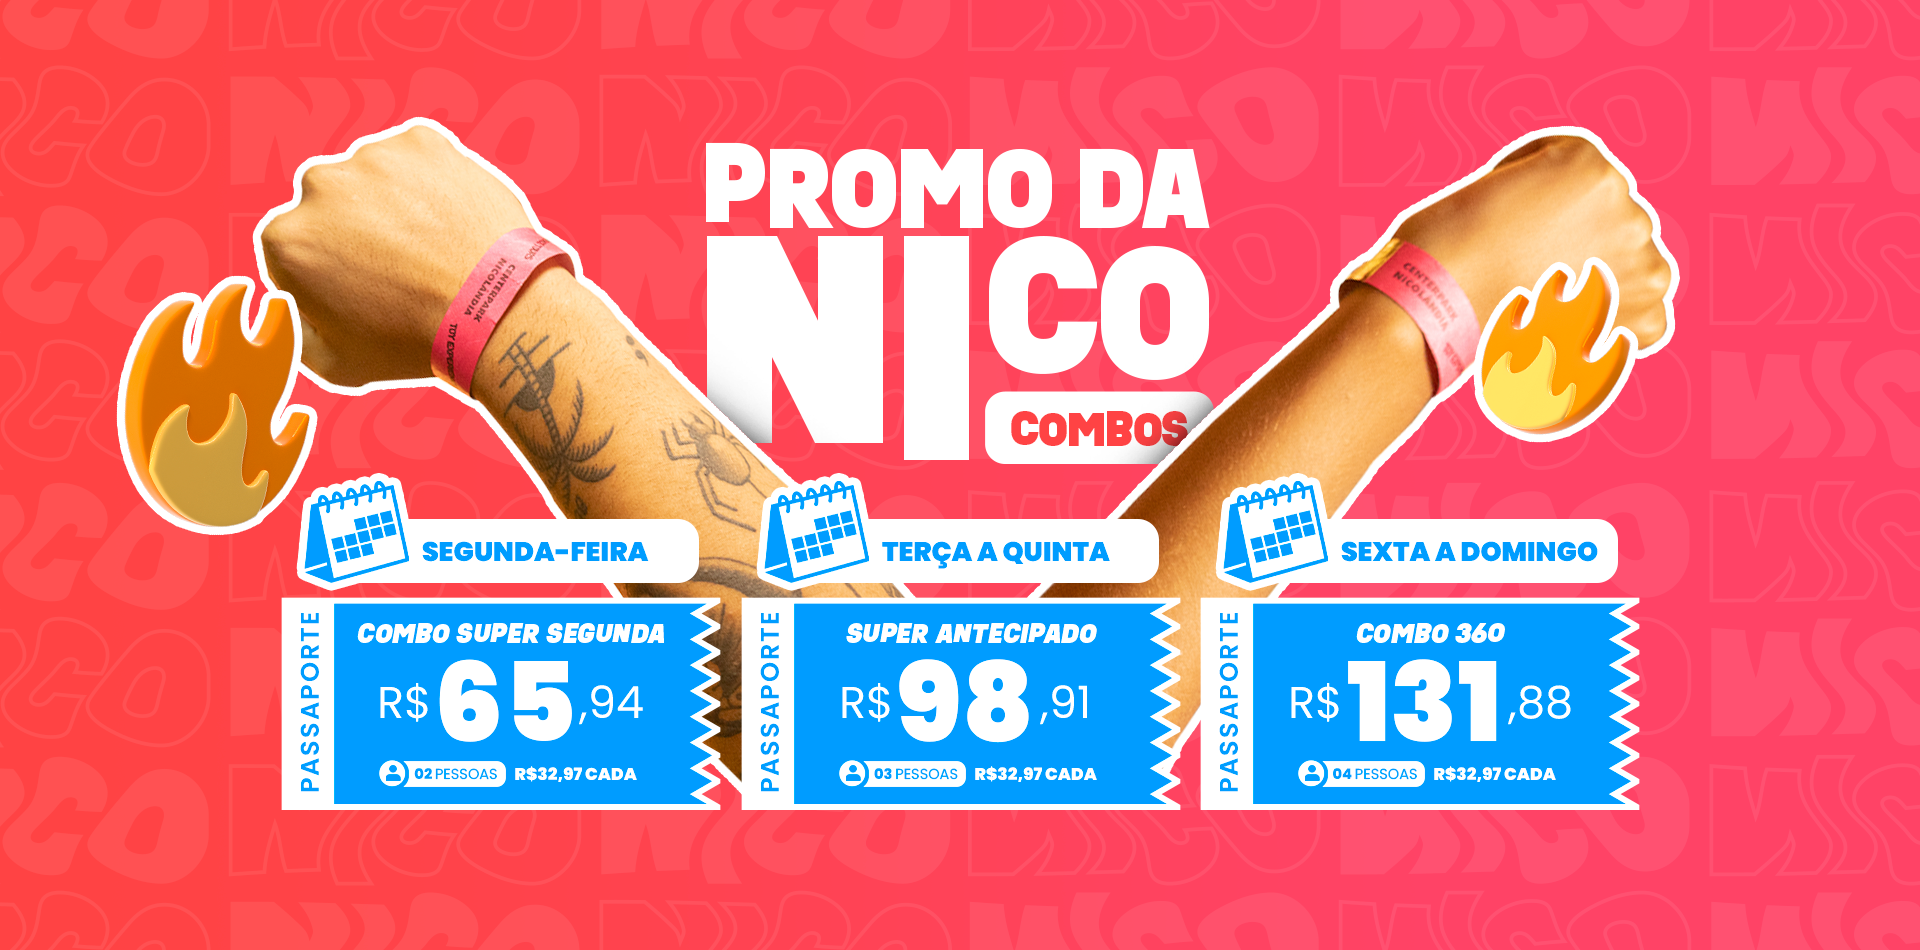 PROMO DA
NICO
COMBOS
CENTERPARK
NICOLÂNDIA
CENTERPARK
NICOLÂNDIA
SEGUNDA-FEIRA
PASSAPORTE
COMBO SUPER SEGUNDA
R$65,94
02 PESSOAS R$32,97 CADA
TERÇA A QUINTA
PASSAPORTE
SUPER ANTECIPADO
R$98,91
03 PESSOAS R$32,97 CADA
SEXTA A DOMINGO
PASSAPORTE
COMBO 360
R$131,88
04 PESSOAS R$32,97 CADA